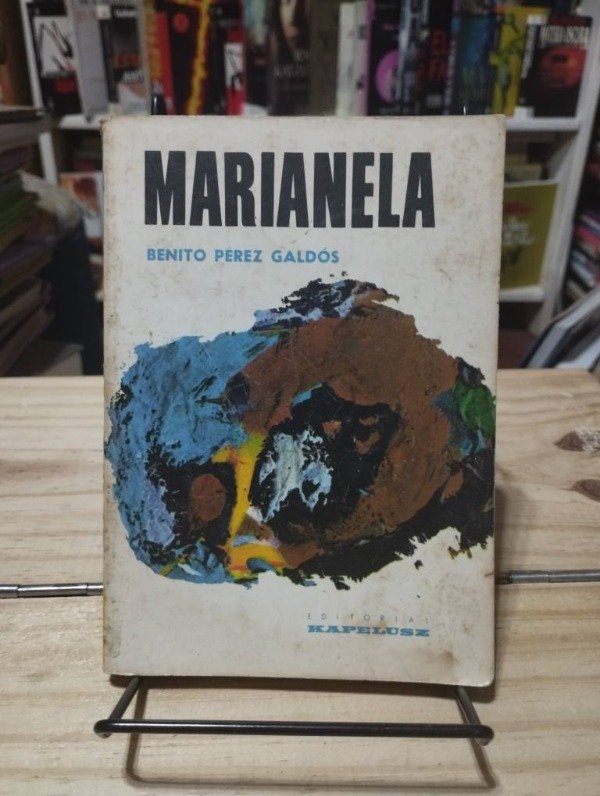 MARIANELA
BENITO PÉREZ GALDÓS
EDITORIAL
KAPELUSZ